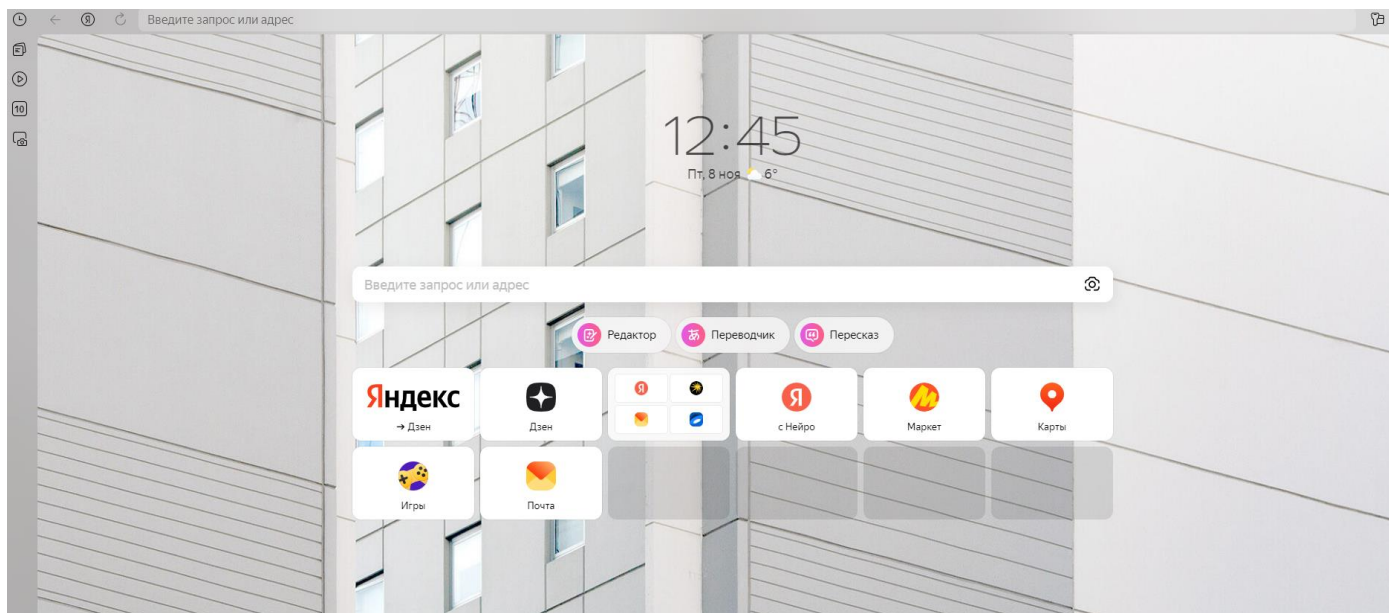 Введите запрос или адрес
10
12:45
Пт, 8 ноя 6°
Введите запрос или адрес
Редактор Переводчик Пересказ
Яндекс
→ Дзен Дзен с Нейро Маркет Карты
Игры Почта